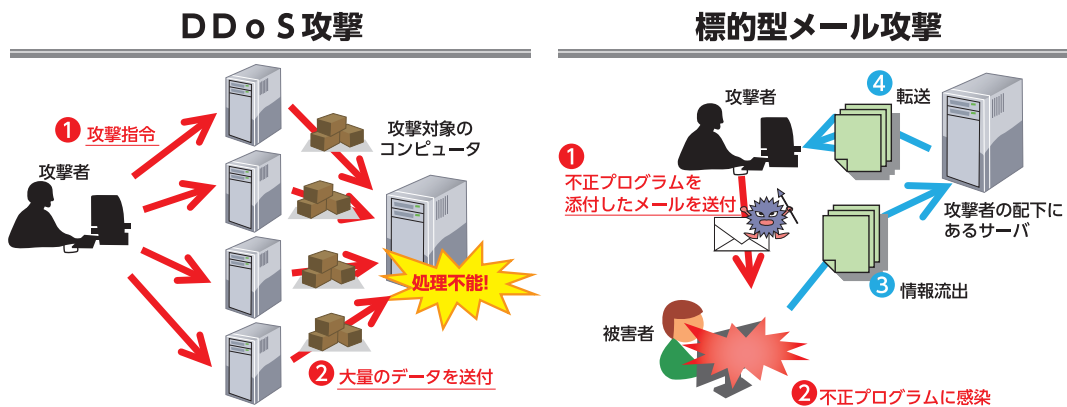 DDoS攻撃
❶ 攻撃指令
攻撃者
攻撃対象の
コンピュータ
処理不能!
❷ 大量のデータを送付
標的型メール攻撃
攻撃者
❹ 転送
❶
不正プログラムを
添付したメールを送付
攻撃者の配下に
あるサーバ
❸ 情報流出
被害者
❷ 不正プログラムに感染